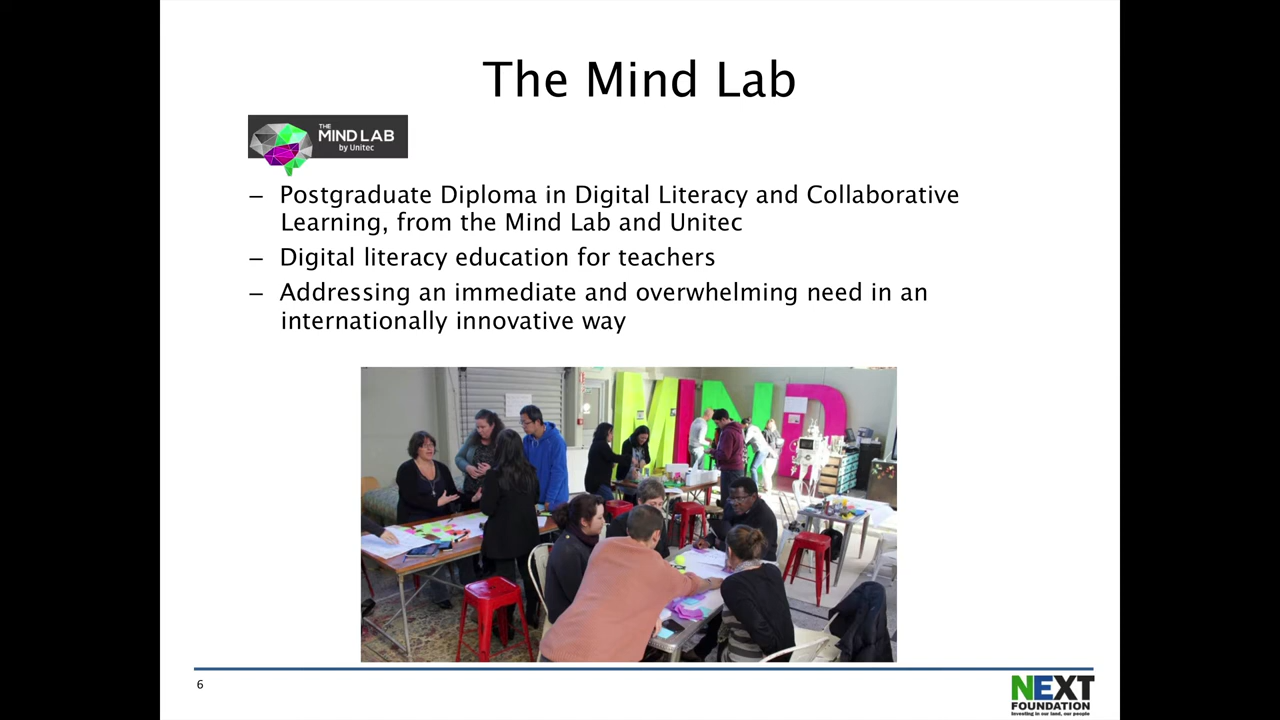 The Mind Lab
THE
MIND LAB
by Unitec
– Postgraduate Diploma in Digital Literacy and Collaborative
Learning, from the Mind Lab and Unitec
– Digital literacy education for teachers
– Addressing an immediate and overwhelming need in an
internationally innovative way
MIND
6
NEXT
FOUNDATION
Investing in our land, our people